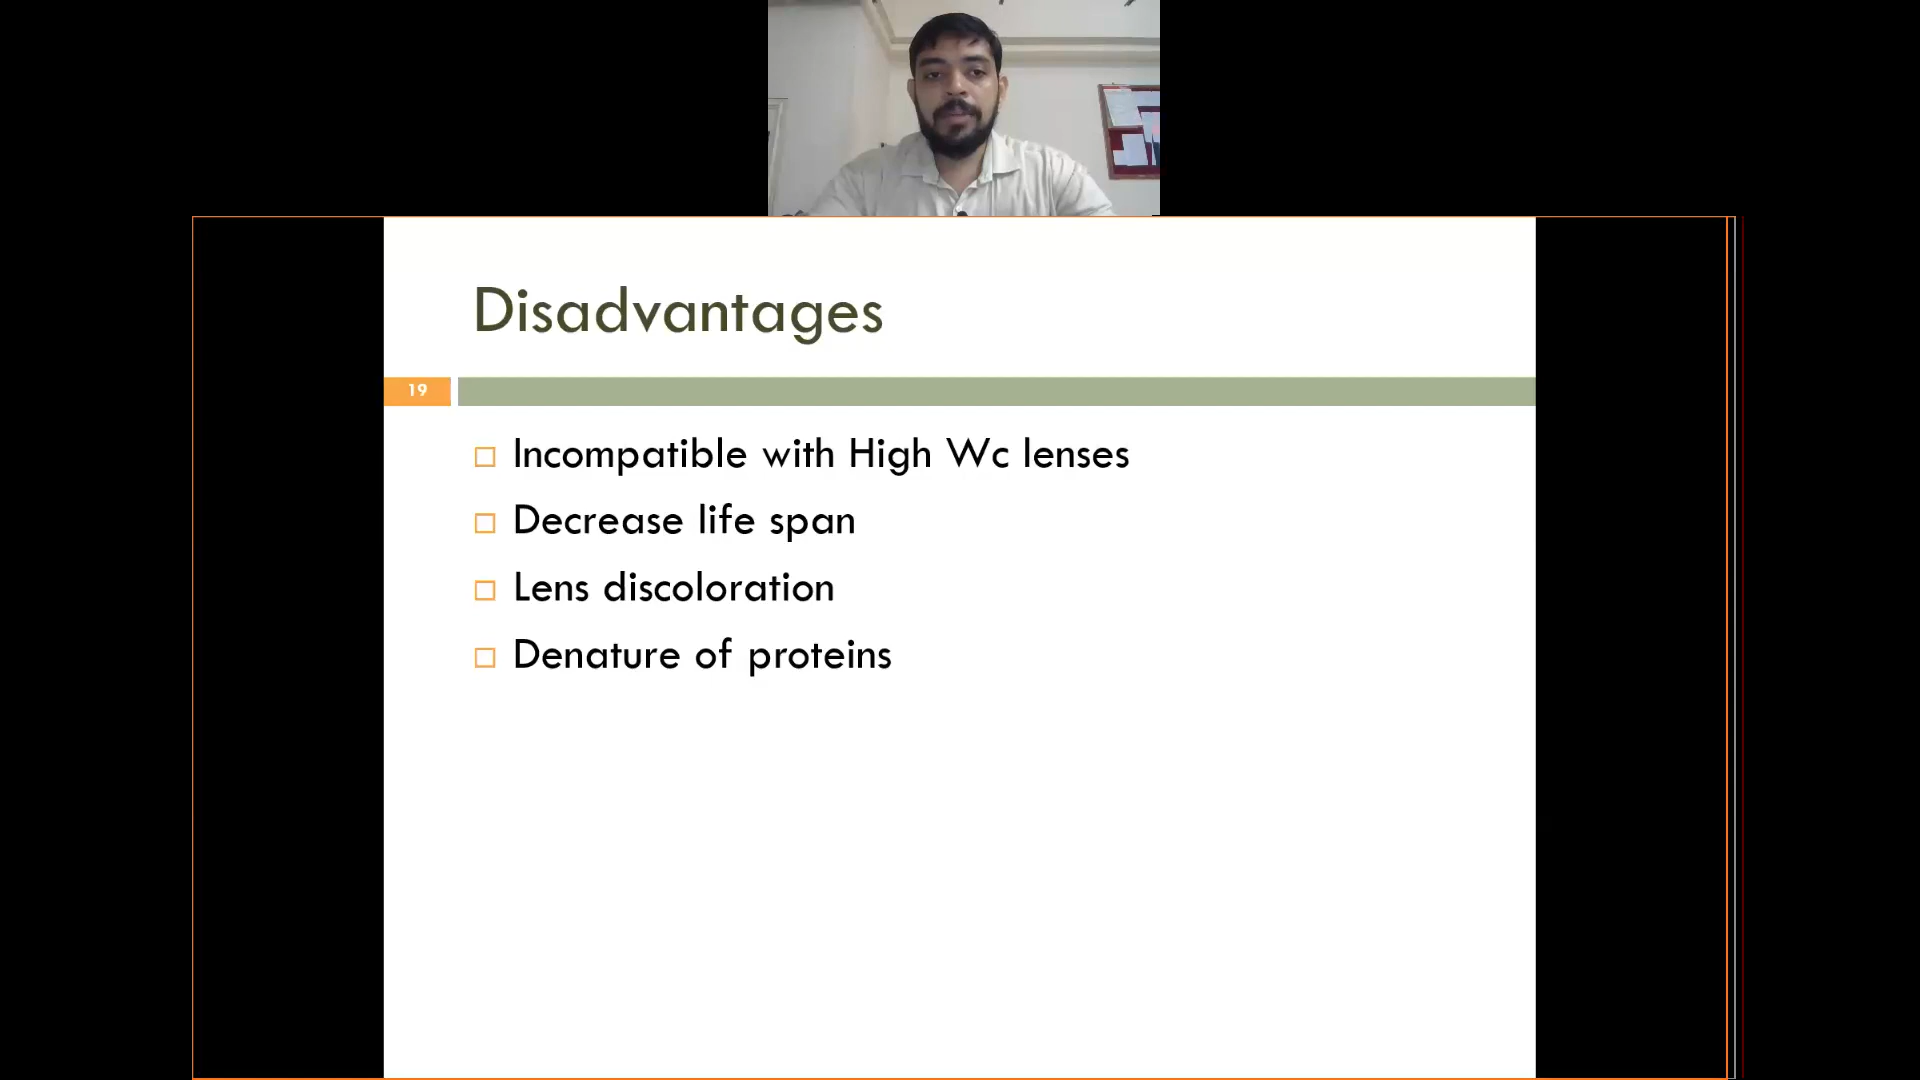 Disadvantages
19
Incompatible with High Wc lenses
Decrease life span
Lens discoloration
Denature of proteins